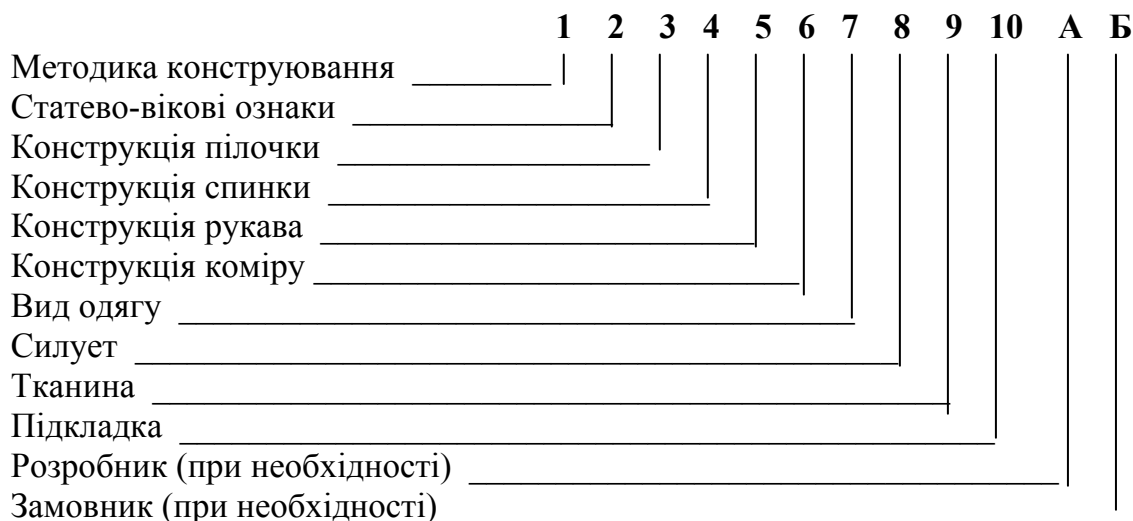 1 2 3 4 5 6 7 8 9 10 А Б
Методика конструювання
Статево-вікові ознаки
Конструкція пілочки
Конструкція спинки
Конструкція рукава
Конструкція коміру
Вид одягу
Силует
Тканина
Підкладка
Розробник (при необхідності)
Замовник (при необхідності)